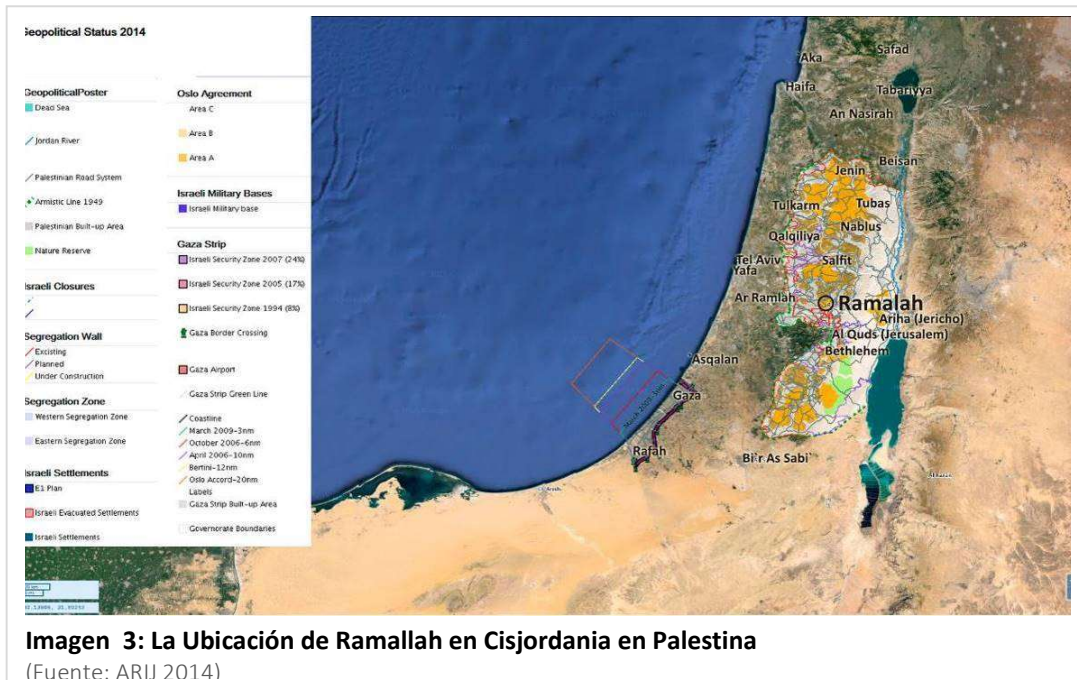 Geopolitical Status 2014
GeopoliticalPoster
Dead Sea
Jordan River
Palestinian Road System
Armistic Line 1949
Palestinian Built-up Area
Nature Reserve
Israeli Closures
Segregation Wall
Excisting
Planned
Under Construction
Segregation Zone
Western Segregation Zone
Eastern Segregation Zone
Israeli Settlements
E1 Plan
Israeli Evacuated Settlements
Israeli Settlements
Oslo Agreement
Area C
Area B
Area A
Israeli Military Bases
Israeli Military base
Gaza Strip
Israeli Security Zone 2007 (24%)
Israeli Security Zone 2005 (17%)
Israeli Security Zone 1994 (8%)
Gaza Border Crossing
Gaza Airport
Gaza Strip Green Line
Coastline
March 2009-3nm
October 2006-6nm
April 2006-10nm
Bertini-12nm
Oslo Accord-20nm
Labels
Gaza Strip Built-up Area
Governorate Boundaries
Safad
Aka
Haifa
Tabariyya
An Nasirah
Beisan
Jenin
Tulkarm
Tubas
Nablus
Qalqiliya
Tel Aviv
Yafa
Salfit
Ar Ramlah
Ramalah
Ariha (Jericho)
Al Quds (Jerusalem)
Bethlehem
Asqalan
Gaza
March 2009-3nm
Rafah
Bi'r As Sabi
Imagen 3: La Ubicación de Ramallah en Cisjordania en Palestina
(Fuente: ARIJ 2014)